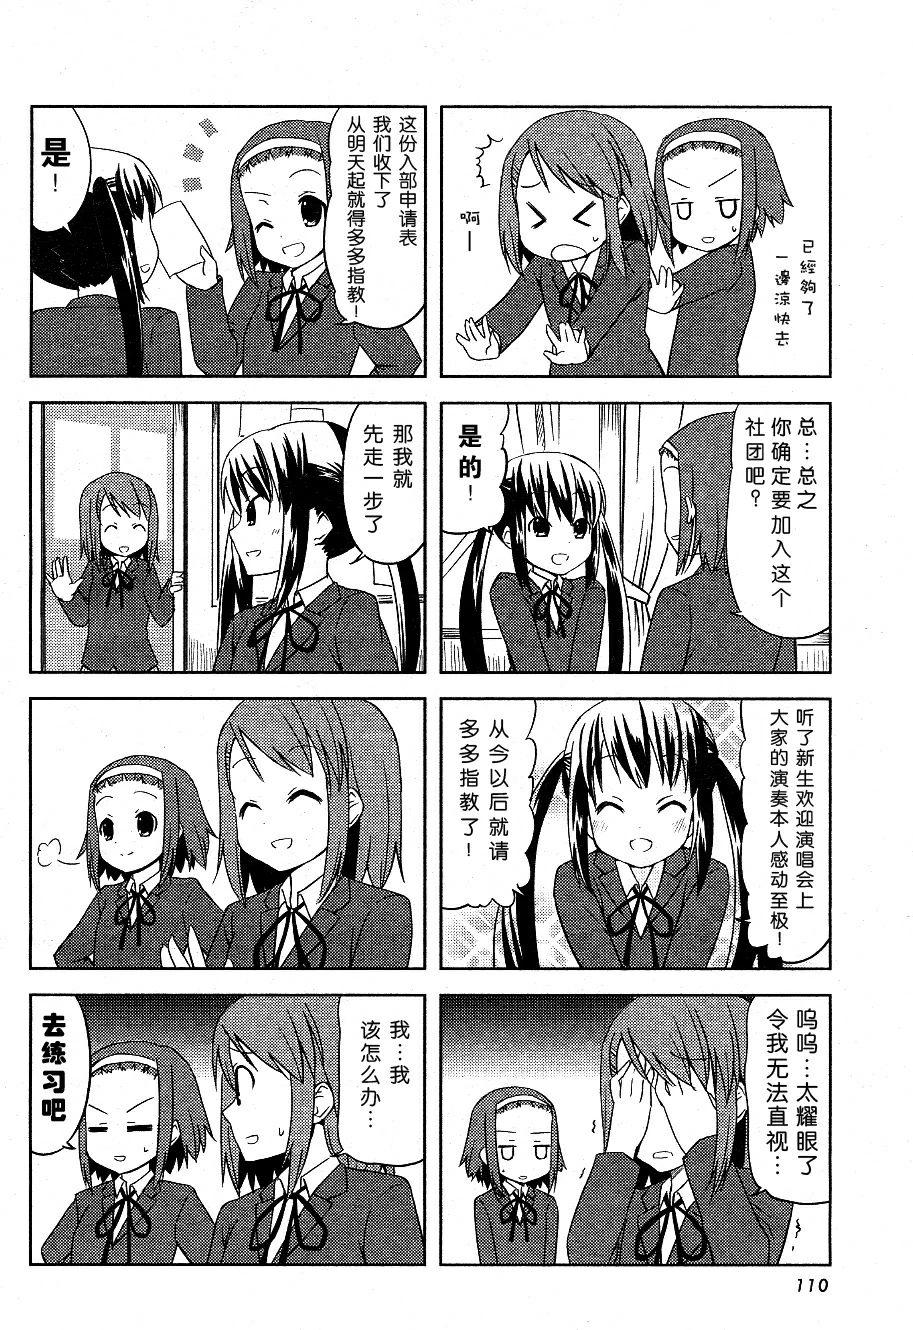 啊
ー
已經夠了
一邊涼快去
总…总之
你确定要加入这个
社团吧？
是的！
听了新生欢迎演唱会上
大家的演奏本人感动至极！
从今以后就请
多多指教了！
呜呜…太耀眼了
令我无法直视…
这份入部申请表
我们收下了
从明天起就得多多指教！
是！
那我就
先走一步了
我…我
该怎么办…
去练习吧
110